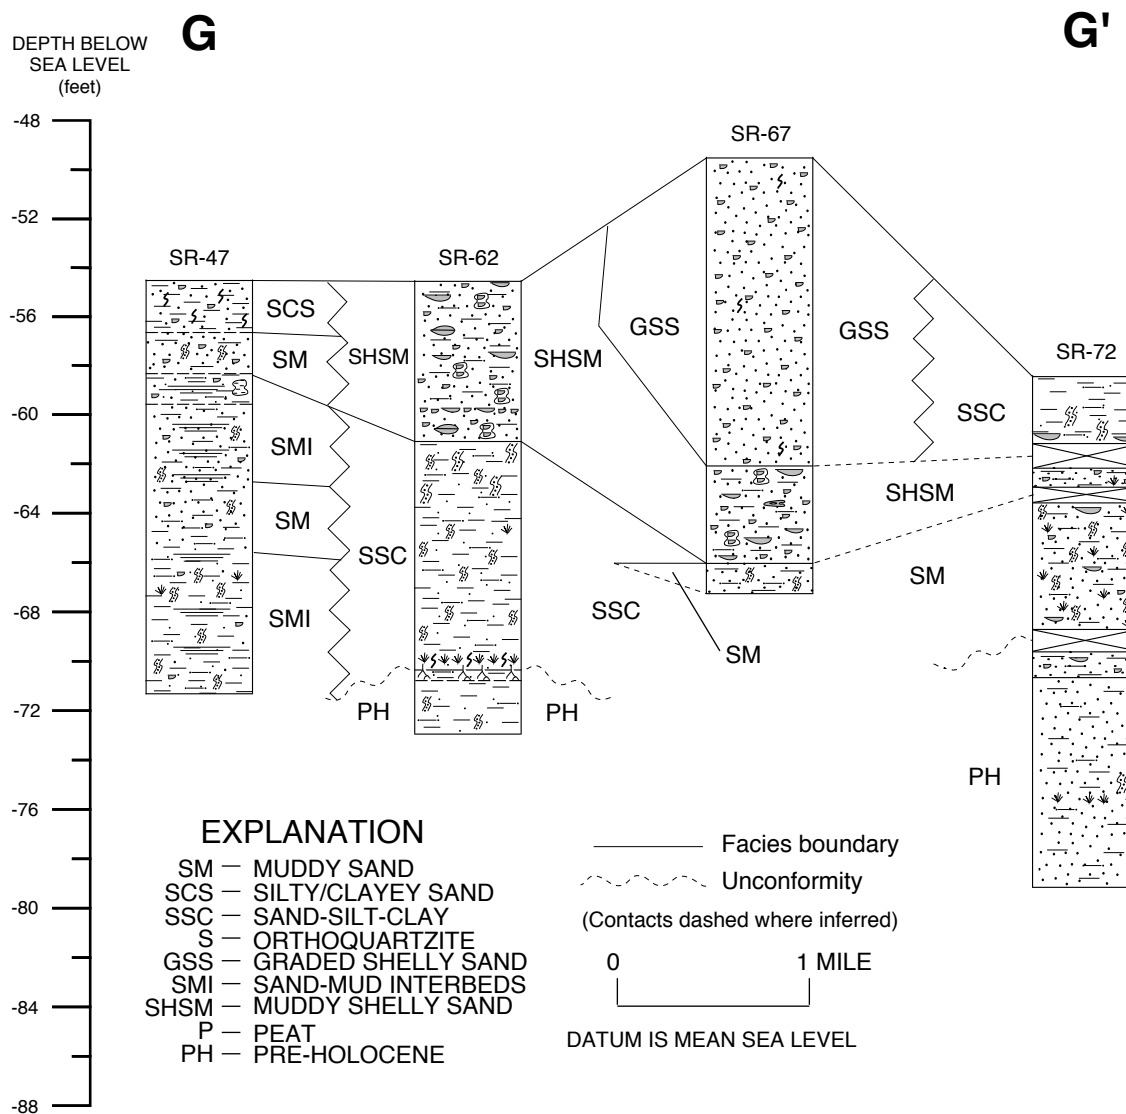 G
G'
DEPTH BELOW
SEA LEVEL
(feet)
-48
-52
-56
-60
-64
-68
-72
-76
-80
-84
-88
SR-47
SR-62
SR-67
SR-72
SCS
SM
SHSM
SMI
SM
SSC
SMI
PH
PH
SHSM
GSS
GSS
SSC
SHSM
SM
SSC
SM
PH
EXPLANATION
SM — MUDDY SAND
SCS — SILTY/CLAYEY SAND
SSC — SAND-SILT-CLAY
S — ORTHOQUARTZITE
GSS — GRADED SHELLY SAND
SMI — SAND-MUD INTERBEDS
SHSM — MUDDY SHELLY SAND
P — PEAT
PH — PRE-HOLOCENE
Facies boundary
Unconformity
(Contacts dashed where inferred)
0 1 MILE
DATUM IS MEAN SEA LEVEL